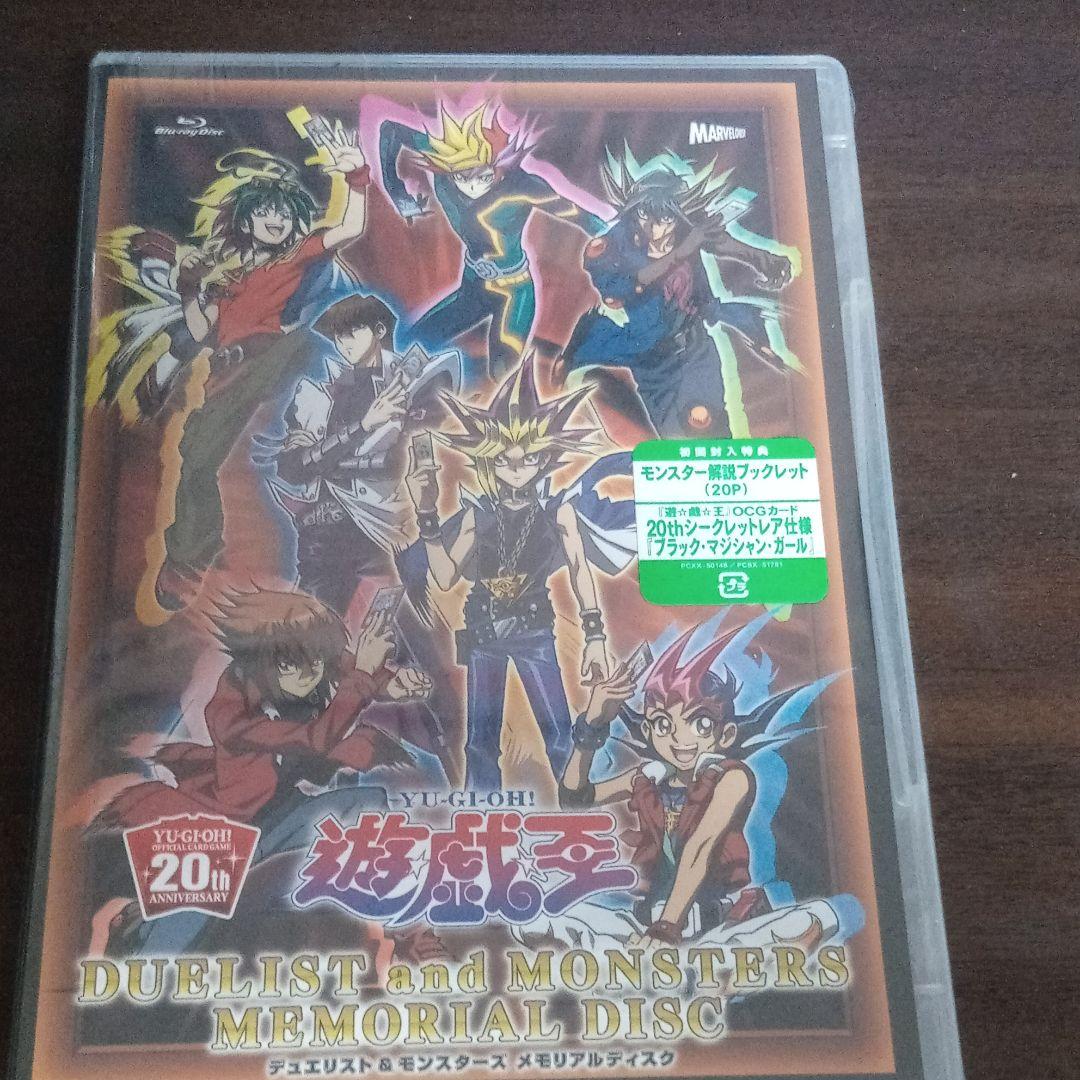 Blu-ray Disc
MARVELOUS!
初回封入特典
モンスター解説ブックレット
(20P)
『遊☆戯☆王』OCGカード
20thシークレットレア仕様
『ブラック・マジシャン・ガール』
プラ
YU-GI-OH!
遊☆戯☆王
YU-GI-OH!
OFFICIAL CARD GAME
20th
ANNIVERSARY
DUELIST and MONSTERS
MEMORIAL DISC
デュエリスト&モンスターズ メモリアルディスク